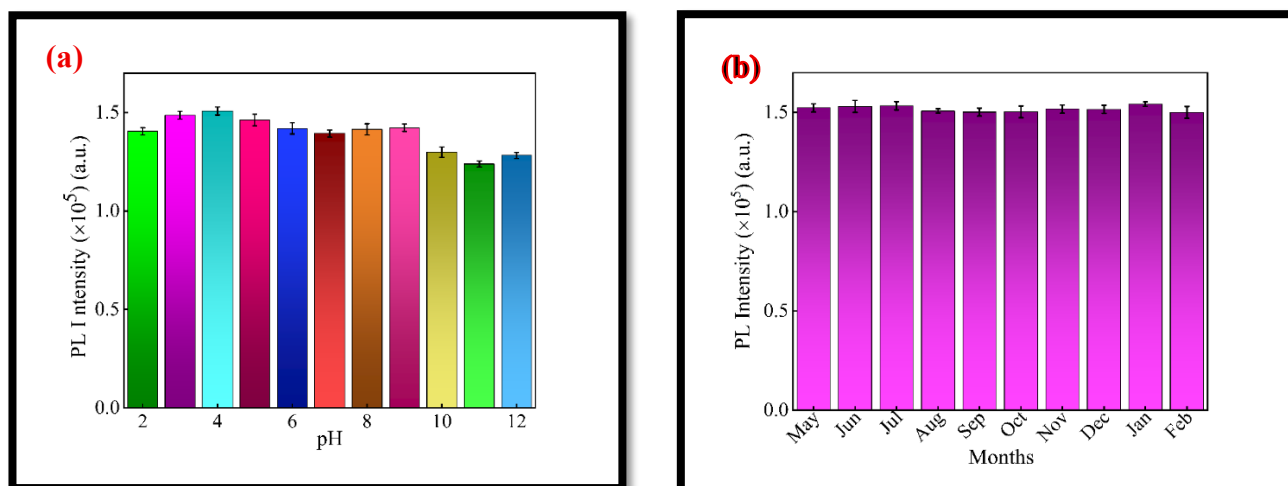 (a)
PL I ntensity (×10⁵) (a.u.)
1.5
1.0
0.5
0.0
2 4 6 8 10 12
pH
(b)
PL Intensity (×10⁵) (a.u.)
1.5
1.0
0.5
0.0
May Jun Jul Aug Sep Oct Nov Dec Jan Feb
Months